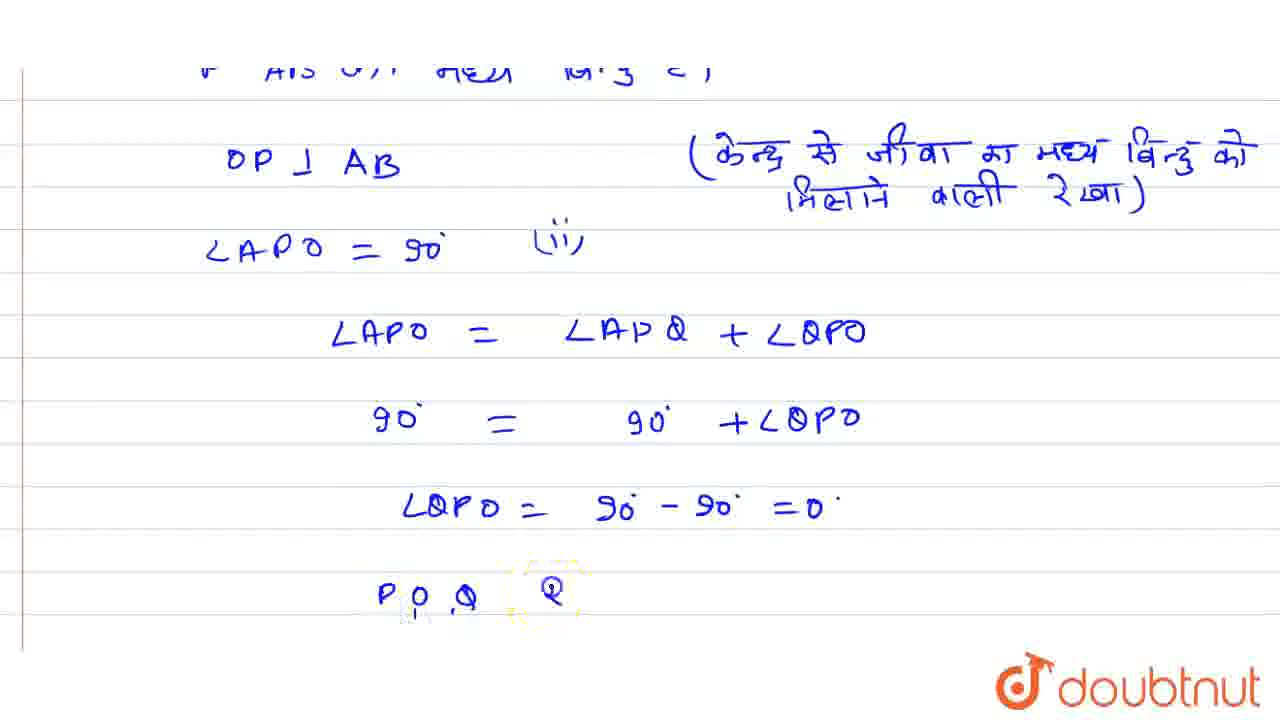 OP ⊥ AB (केन्द्र से जीवा का मध्य बिन्दु को
मिलाने वाली रेखा)
∠APO = 90° (ii)
∠APO = ∠APQ + ∠QPO
90° = 90° + ∠QPO
∠QPO = 90° - 90° = 0°
P O, Q,
doubtnut